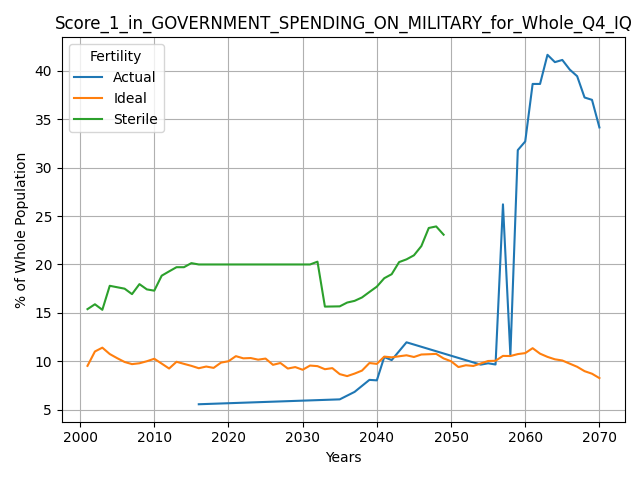 Score_1_in_GOVERNMENT_SPENDING_ON_MILITARY_for_Whole_Q4_IQ
Fertility
Actual
Ideal
Sterile
% of Whole Population
40
35
30
25
20
15
10
5
2000 2010 2020 2030 2040 2050 2060 2070
Years